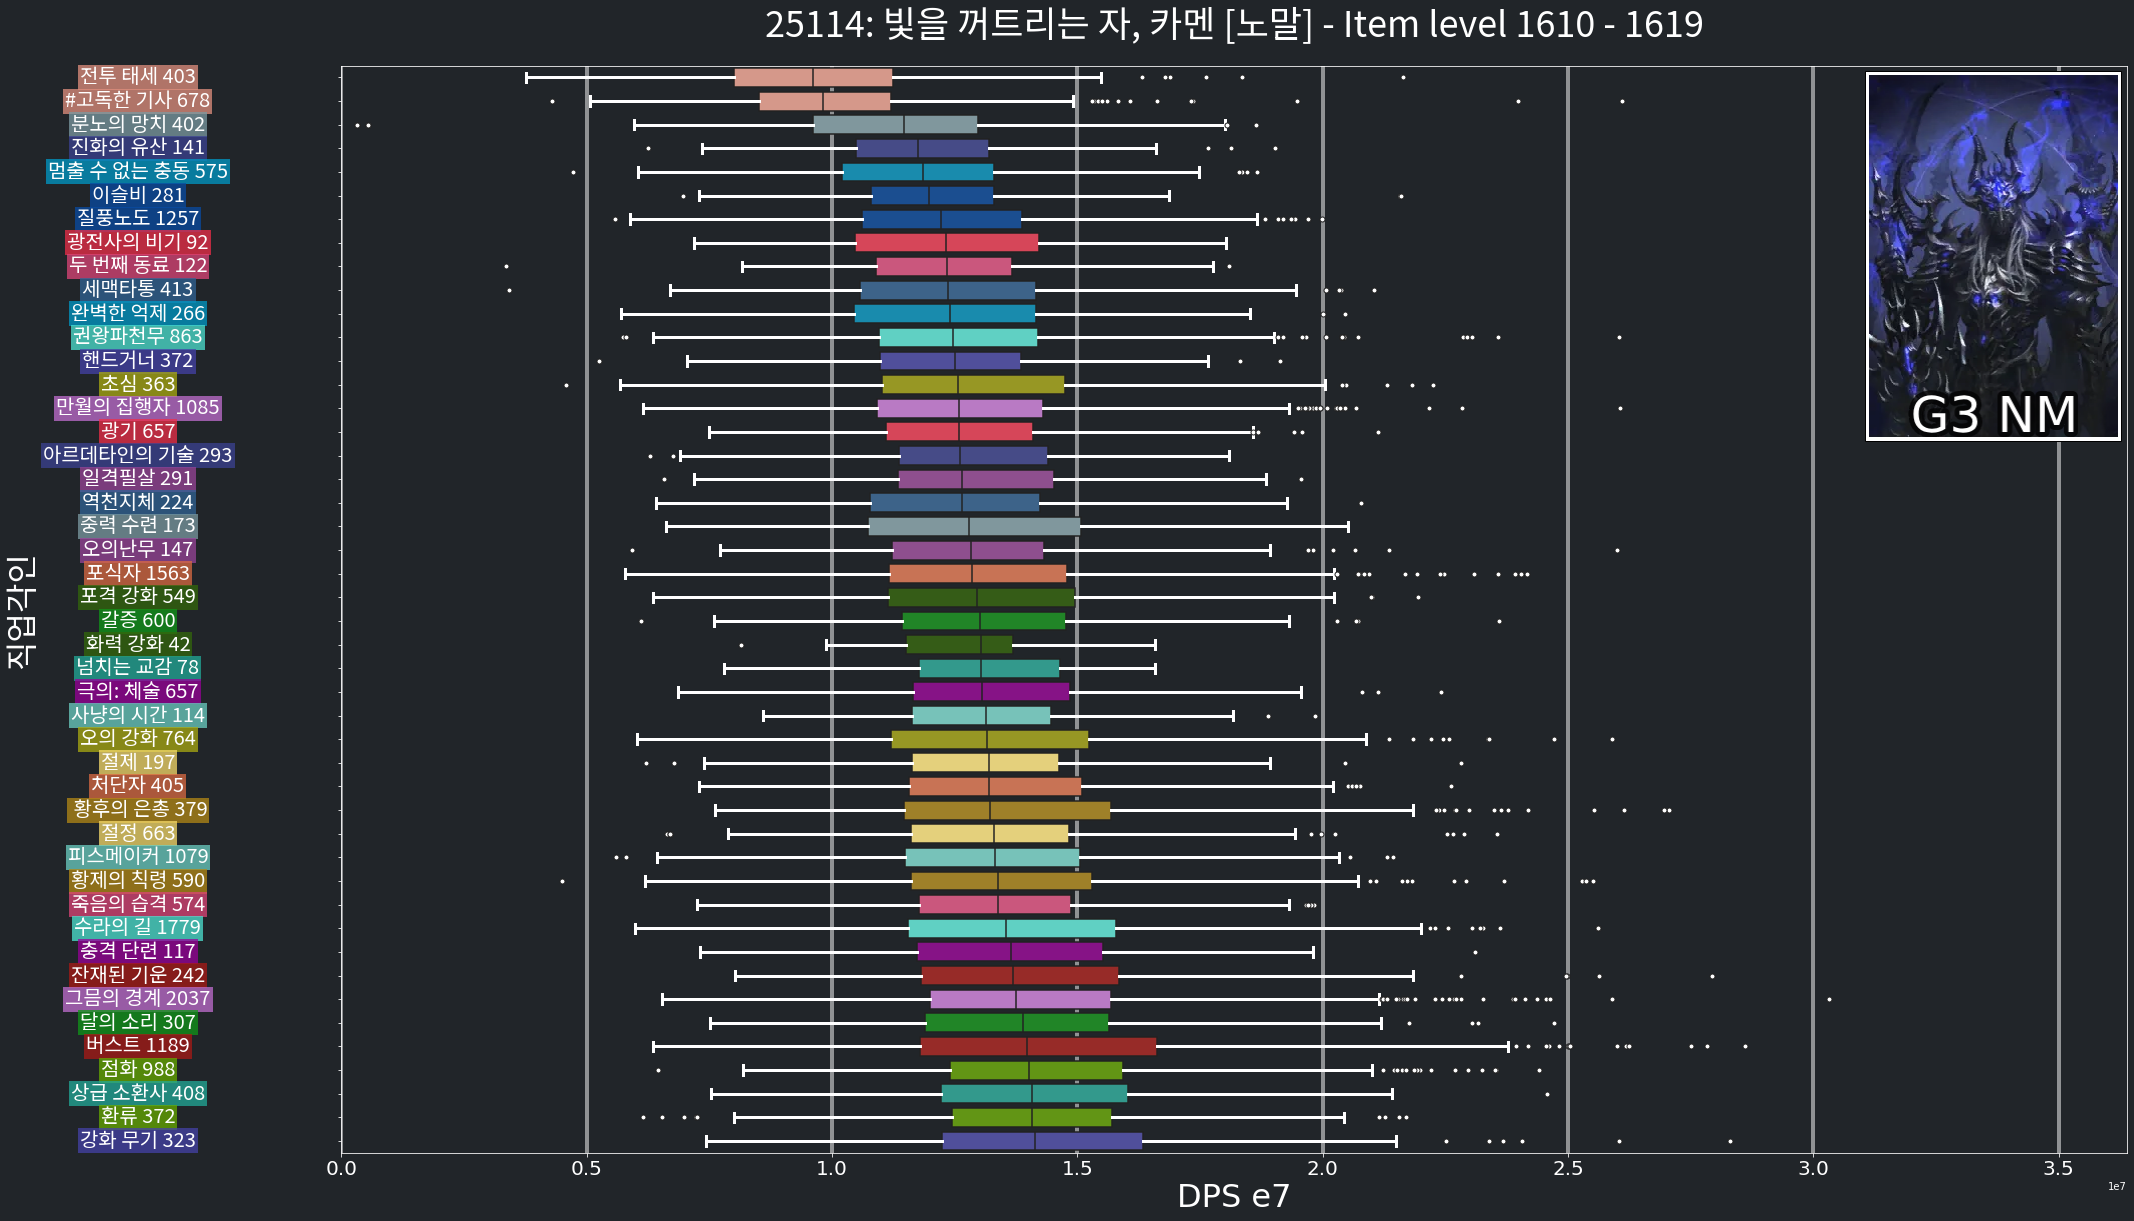 25114: 빛을 꺼트리는 자, 카멘 [노말] - Item level 1610 - 1619
직업각인
전투 태세 403
#고독한 기사 678
분노의 망치 402
진화의 유산 141
멈출 수 없는 충동 575
이슬비 281
질풍노도 1257
광전사의 비기 92
두 번째 동료 122
세맥타통 413
완벽한 억제 266
권왕파천무 863
핸드거너 372
초심 363
만월의 집행자 1085
광기 657
아르데타인의 기술 293
일격필살 291
역천지체 224
중력 수련 173
오의난무 147
포식자 1563
포격 강화 549
갈증 600
화력 강화 42
넘치는 교감 78
극의: 체술 657
사냥의 시간 114
오의 강화 764
절제 197
처단자 405
황후의 은총 379
절정 663
피스메이커 1079
황제의 칙령 590
죽음의 습격 574
수라의 길 1779
충격 단련 117
잔재된 기운 242
그믐의 경계 2037
달의 소리 307
버스트 1189
점화 988
상급 소환사 408
환류 372
강화 무기 323
G3 NM
0.0 0.5 1.0 1.5 2.0 2.5 3.0 3.5
DPS e7
1e7